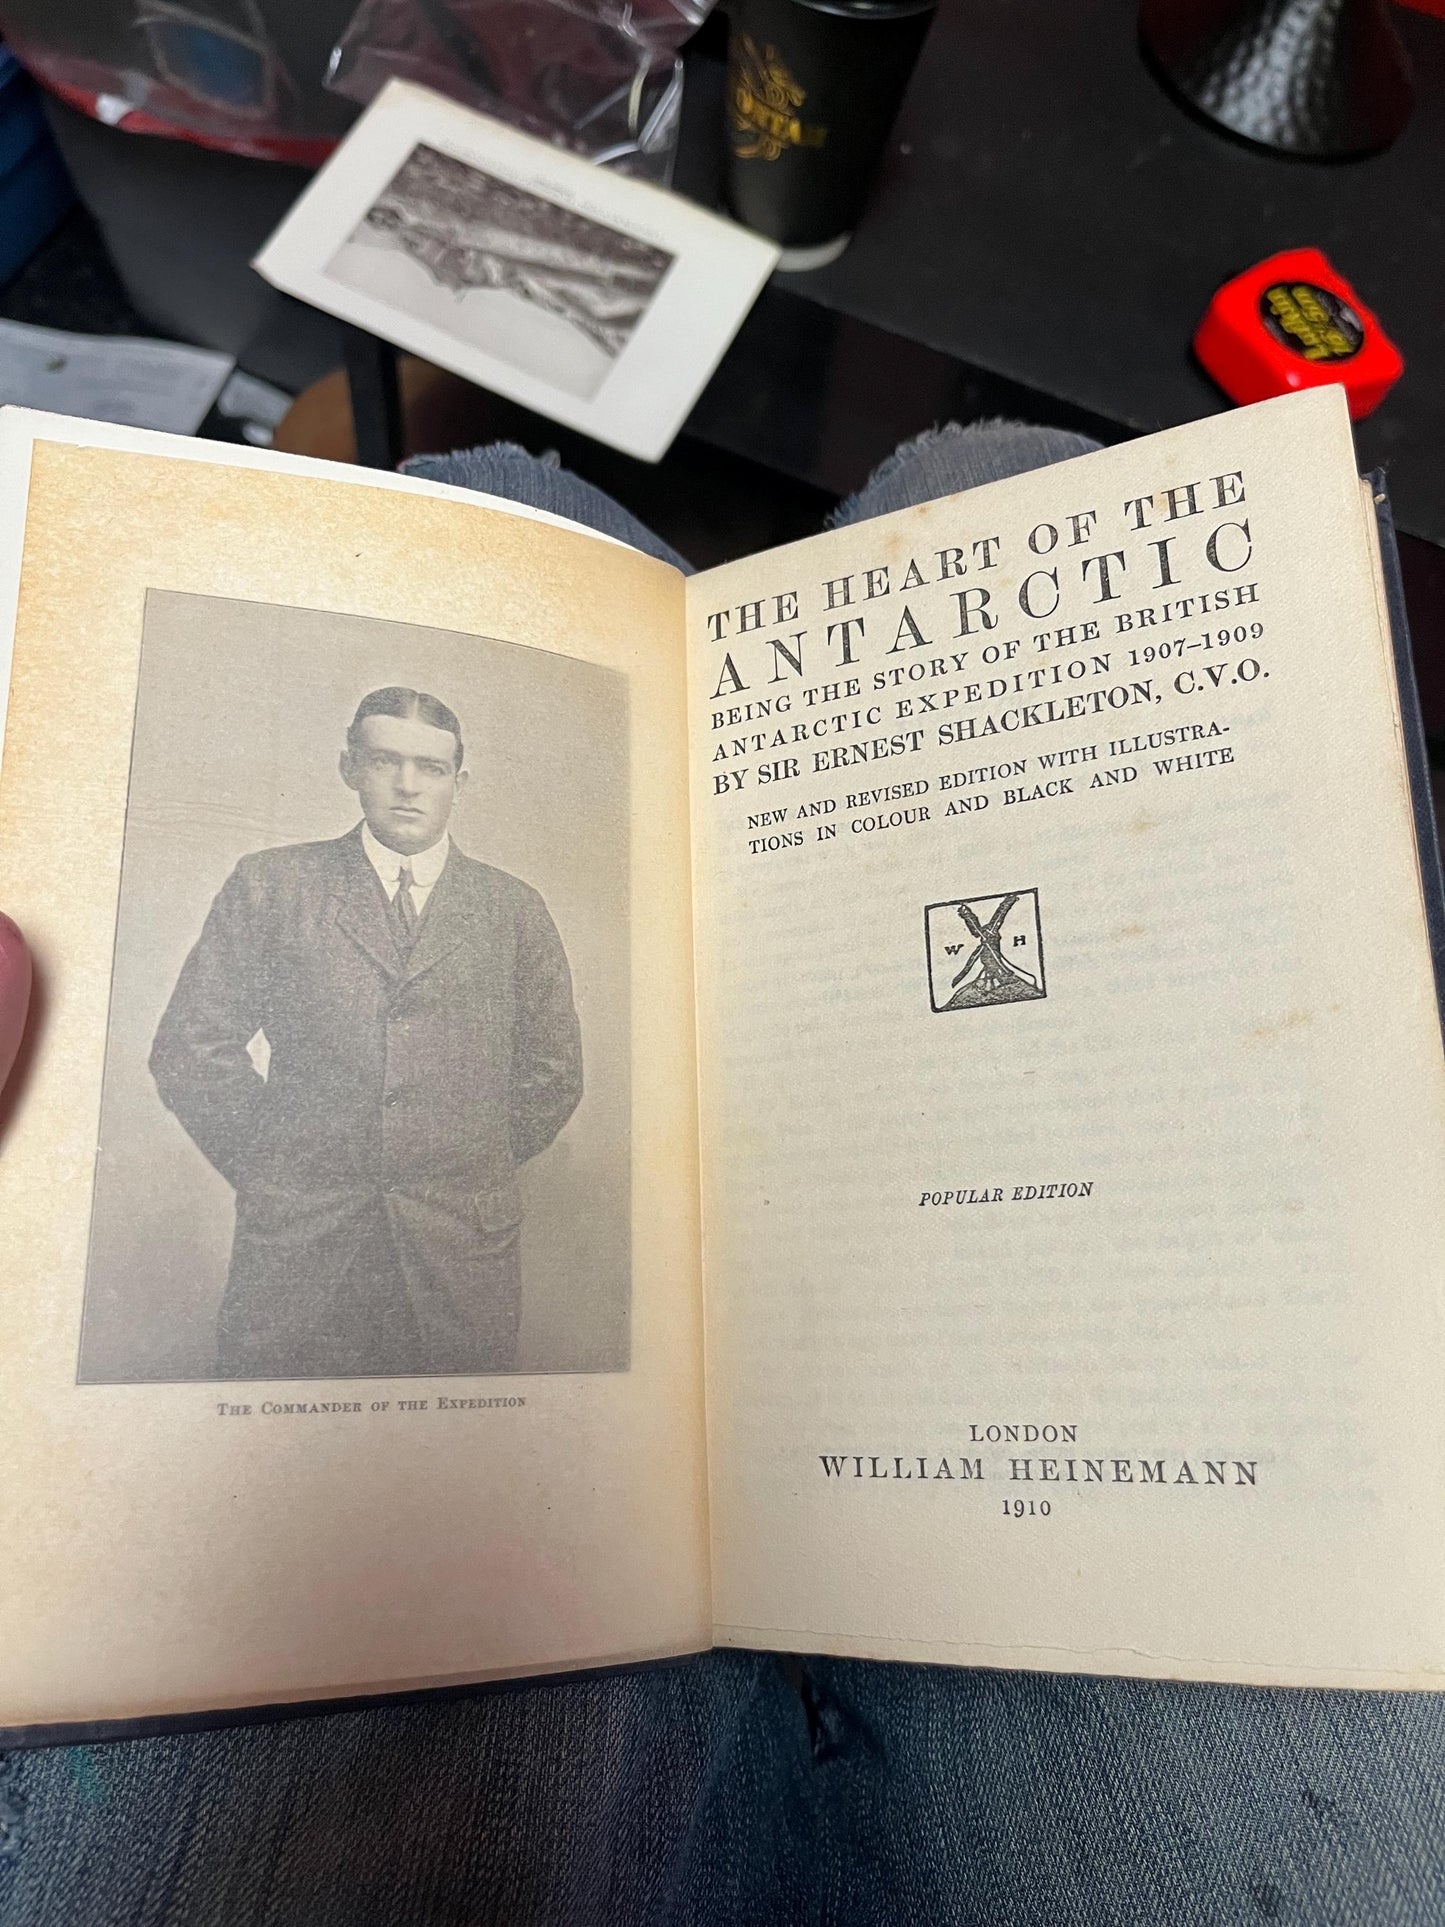 THE HEART OF THE
ANTARCTIC
BEING THE STORY OF THE BRITISH
ANTARCTIC EXPEDITION 1907–1909
BY SIR ERNEST SHACKLETON, C.V.O.
NEW AND REVISED EDITION WITH ILLUSTRA-
TIONS IN COLOUR AND BLACK AND WHITE
W H
POPULAR EDITION
LONDON
WILLIAM HEINEMANN
1910
THE COMMANDER OF THE EXPEDITION